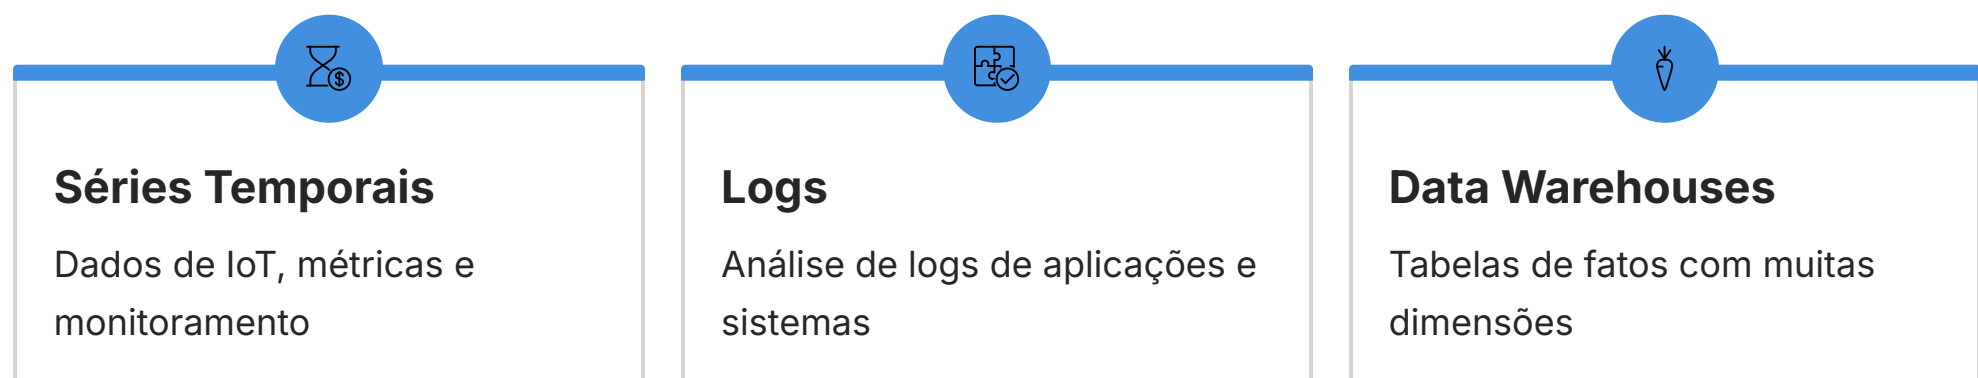 Séries Temporais
Dados de IoT, métricas e
monitoramento
Logs
Análise de logs de aplicações e
sistemas
Data Warehouses
Tabelas de fatos com muitas
dimensões